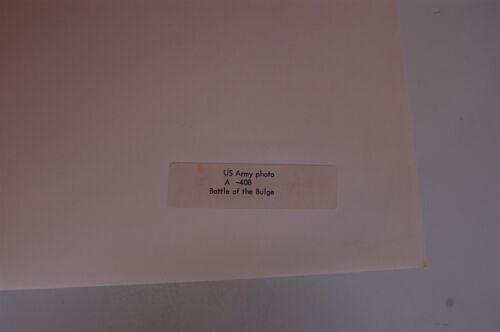 US Army photo
A -408
Battle of the Bulge